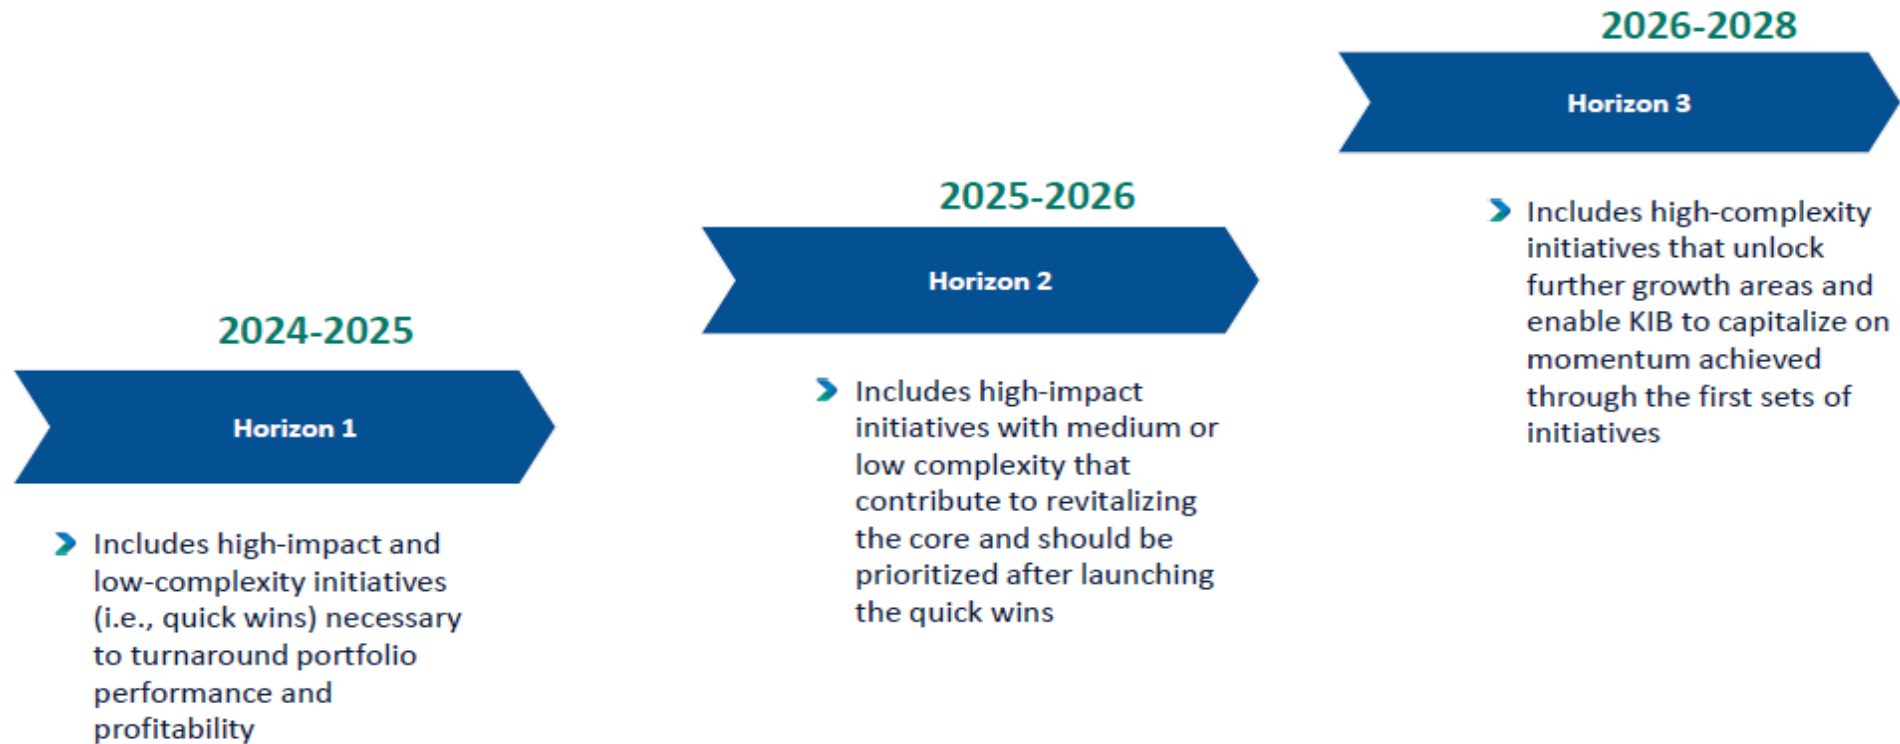 2024-2025
Horizon 1
Includes high-impact and
low-complexity initiatives
(i.e., quick wins) necessary
to turnaround portfolio
performance and
profitability
2025-2026
Horizon 2
Includes high-impact
initiatives with medium or
low complexity that
contribute to revitalizing
the core and should be
prioritized after launching
the quick wins
2026-2028
Horizon 3
Includes high-complexity
initiatives that unlock
further growth areas and
enable KIB to capitalize on
momentum achieved
through the first sets of
initiatives